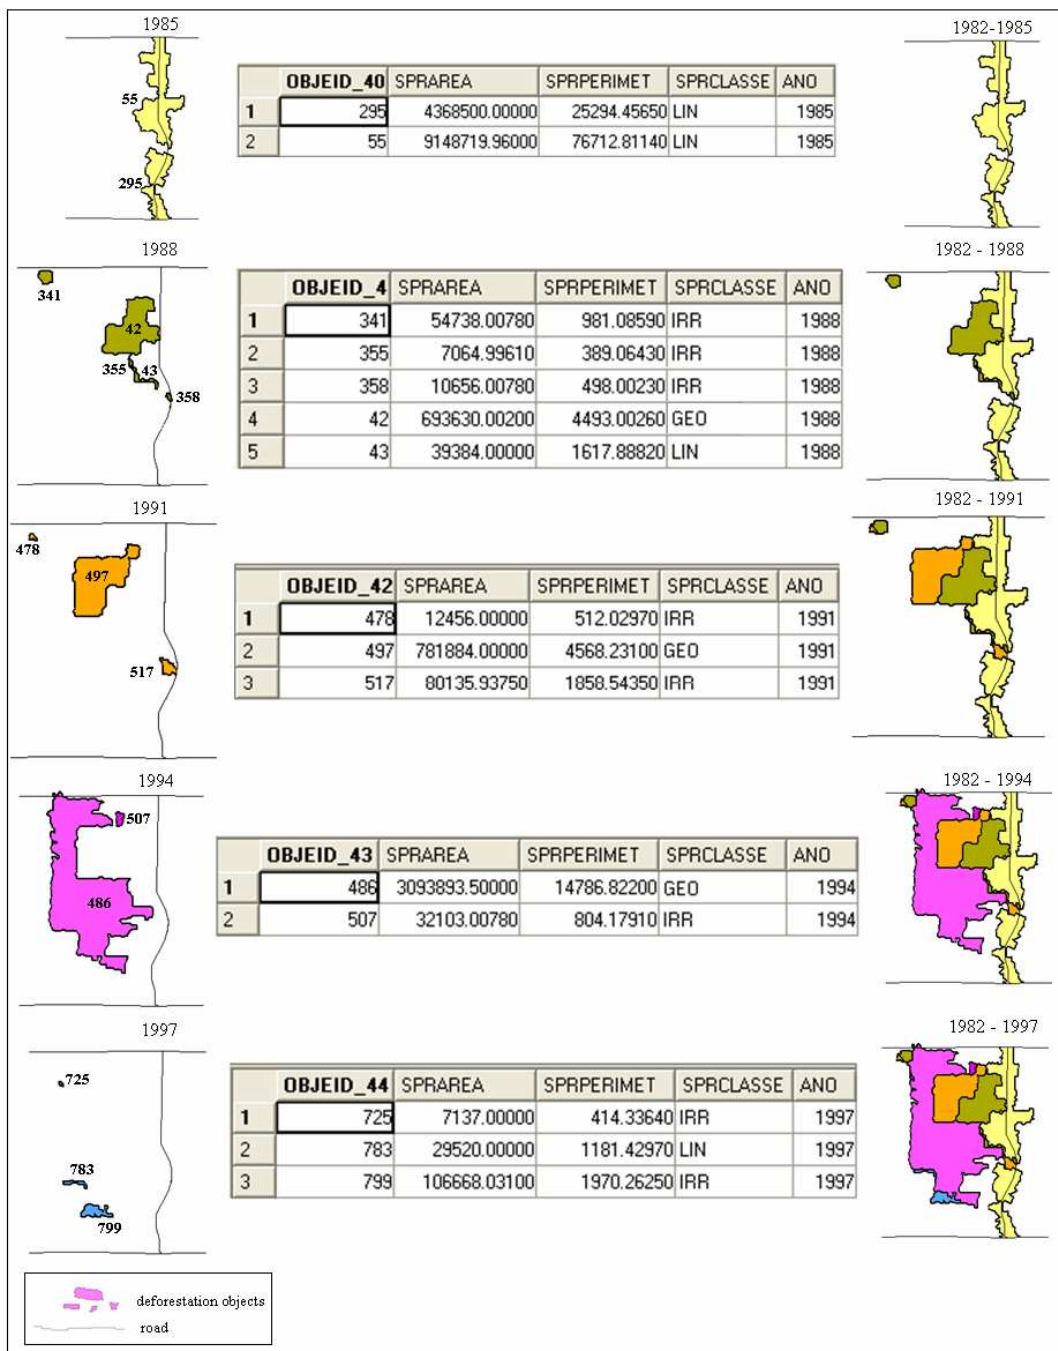 1985
1982-1985
55
295
OBJEID_40 SPRAREA SPRPERIMET SPRCLASSE ANO
1 295 4368500.00000 25294.45650 LIN 1985
2 55 9148719.96000 76712.81140 LIN 1985
1988
1982 - 1988
341
42
355
43
358
OBJEID_4 SPRAREA SPRPERIMET SPRCLASSE ANO
1 341 54738.00780 981.08590 IRR 1988
2 355 7064.99610 389.06430 IRR 1988
3 358 10656.00780 498.00230 IRR 1988
4 42 693630.00200 4493.00260 GEO 1988
5 43 39384.00000 1617.88820 LIN 1988
1991
1982 - 1991
478
497
517
OBJEID_42 SPRAREA SPRPERIMET SPRCLASSE ANO
1 478 12456.00000 512.02970 IRR 1991
2 497 781884.00000 4568.23100 GEO 1991
3 517 80135.93750 1858.54350 IRR 1991
1994
1982 - 1994
507
486
OBJEID_43 SPRAREA SPRPERIMET SPRCLASSE ANO
1 486 3093893.50000 14786.82200 GEO 1994
2 507 32103.00780 804.17910 IRR 1994
1997
1982 - 1997
725
783
799
OBJEID_44 SPRAREA SPRPERIMET SPRCLASSE ANO
1 725 7137.00000 414.33640 IRR 1997
2 783 29520.00000 1181.42970 LIN 1997
3 799 106668.03100 1970.26250 IRR 1997
deforestation objects
road